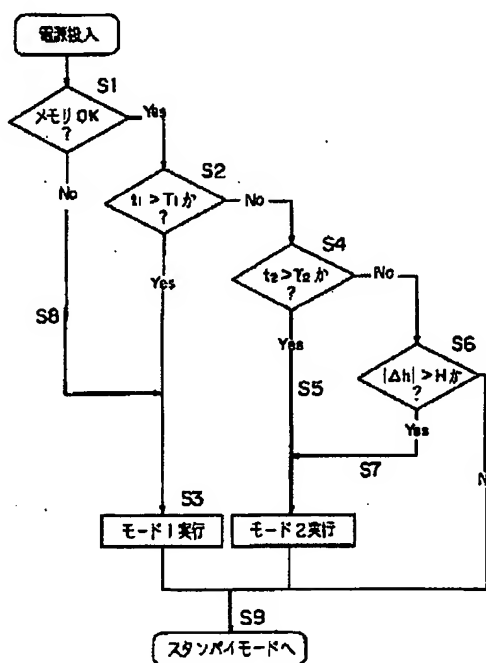 電源投入
S1
メモリOK
?
Yes
No
S2
t1 > T1か
?
No
Yes
S4
t2 > T2か
?
No
Yes
S8
S6
|Δh| > Hか
?
Yes
S5
S7
N
S3
モード1実行
モード2実行
S9
スタンバイモードへ